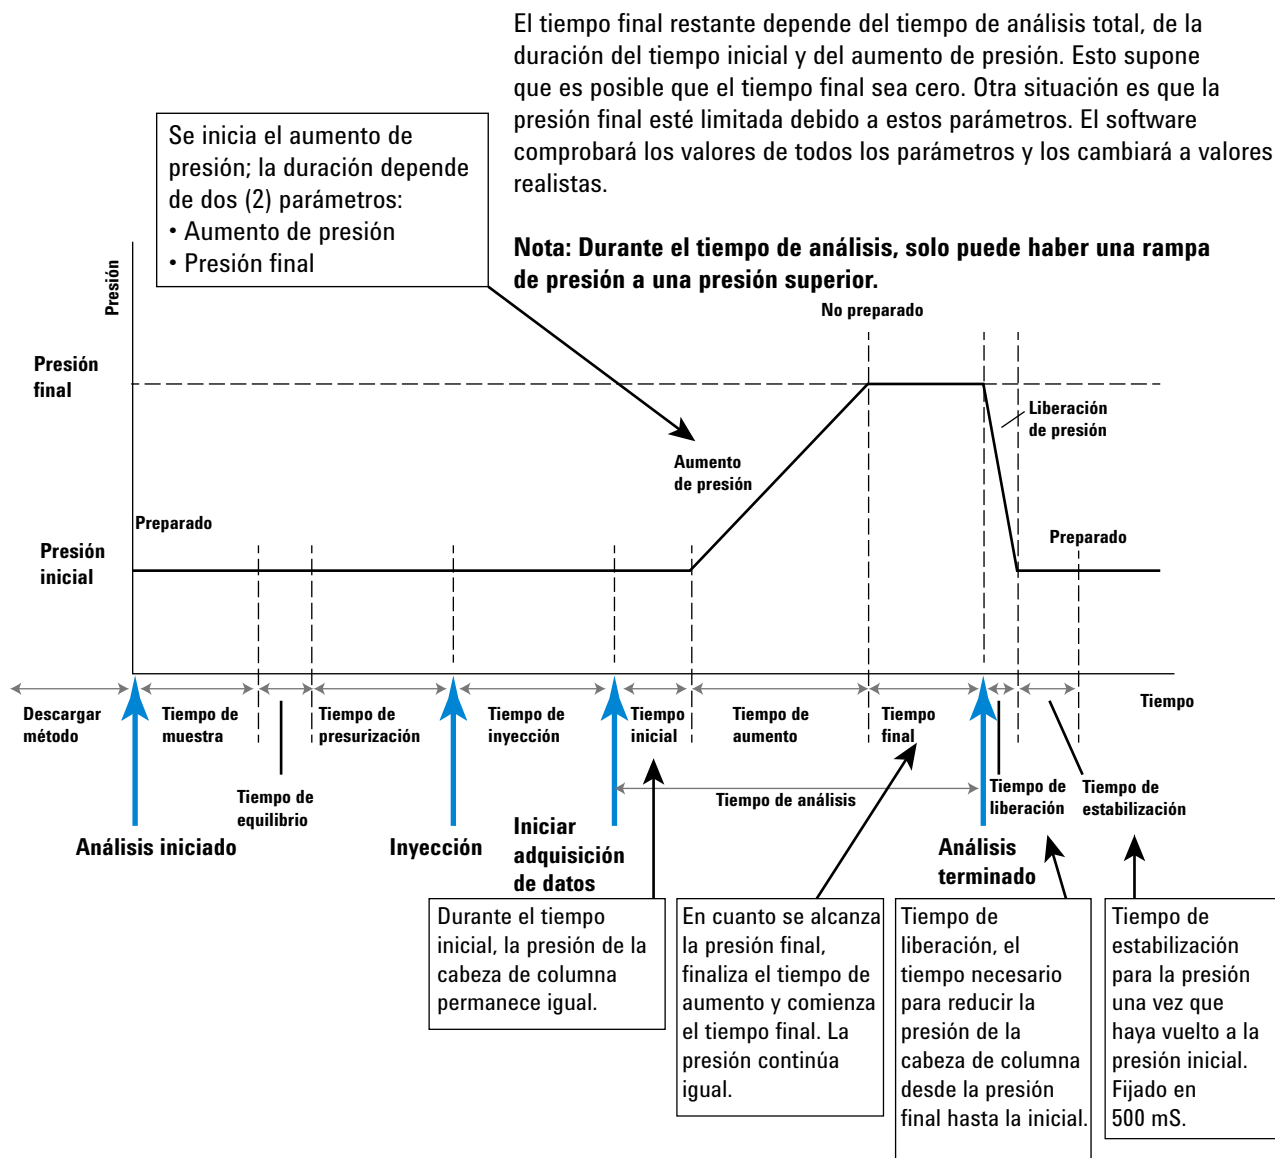 El tiempo final restante depende del tiempo de análisis total, de la
duración del tiempo inicial y del aumento de presión. Esto supone
que es posible que el tiempo final sea cero. Otra situación es que la
presión final esté limitada debido a estos parámetros. El software
comprobará los valores de todos los parámetros y los cambiará a valores
realistas.
Se inicia el aumento de
presión; la duración depende
de dos (2) parámetros:
• Aumento de presión
• Presión final
Nota: Durante el tiempo de análisis, solo puede haber una rampa
de presión a una presión superior.
Presión
No preparado
Presión
final
Liberación
de presión
Aumento
de presión
Preparado
Preparado
Presión
inicial
Descargar
método
Tiempo de
muestra
Tiempo de
presurización
Tiempo de
inyección
Tiempo
inicial
Tiempo de
aumento
Tiempo
final
Tiempo
Tiempo de
equilibrio
Tiempo de análisis
Tiempo de
liberación
Tiempo de
estabilización
Análisis iniciado
Inyección
Iniciar
adquisición
de datos
Análisis
terminado
Durante el tiempo
inicial, la presión de la
cabeza de columna
permanece igual.
En cuanto se alcanza
la presión final,
finaliza el tiempo de
aumento y comienza
el tiempo final. La
presión continúa
igual.
Tiempo de
liberación, el
tiempo necesario
para reducir la
presión de la
cabeza de columna
desde la presión
final hasta la inicial.
Tiempo de
estabilización
para la presión
una vez que
haya vuelto a la
presión inicial.
Fijado en
500 mS.